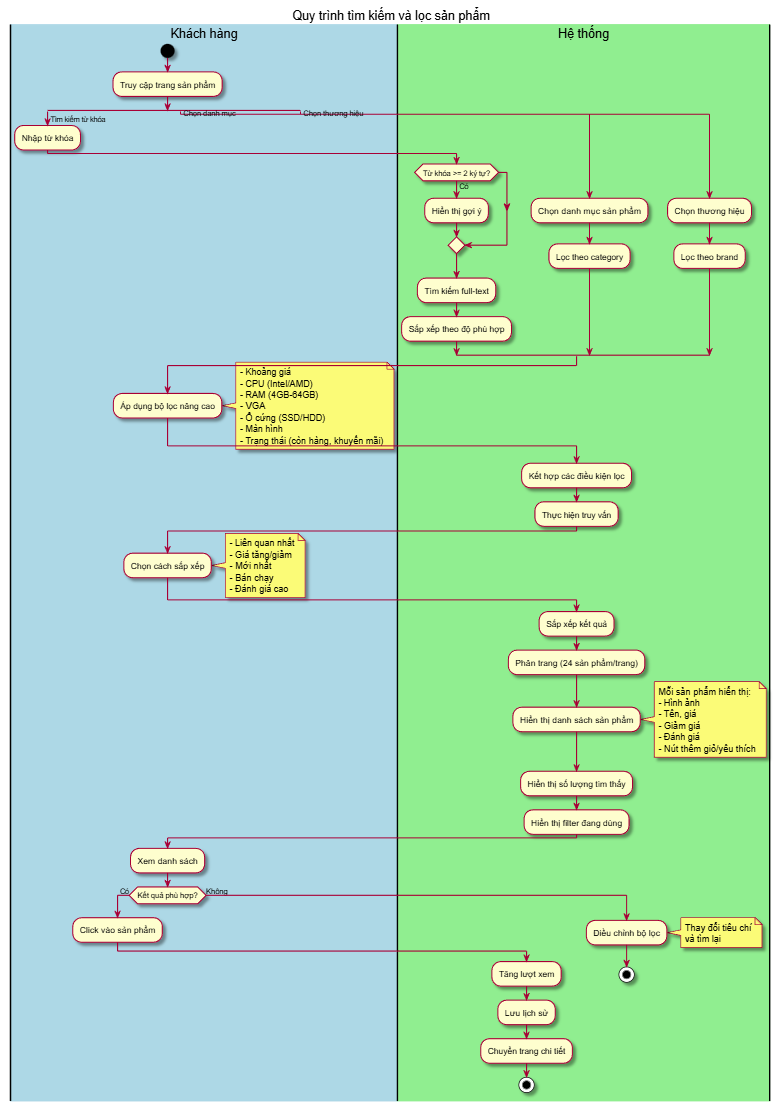 Quy trình tìm kiếm và lọc sản phẩm
Khách hàng
Hệ thống
Truy cập trang sản phẩm
Tìm kiếm từ khóa
Chọn danh mục
Chọn thương hiệu
Nhập từ khóa
Từ khóa >= 2 ký tự?
Có
Hiển thị gợi ý
Chọn danh mục sản phẩm
Chọn thương hiệu
Lọc theo category
Lọc theo brand
Tìm kiếm full-text
Sắp xếp theo độ phù hợp
Áp dụng bộ lọc nâng cao
- Khoảng giá
- CPU (Intel/AMD)
- RAM (4GB-64GB)
- VGA
- Ổ cứng (SSD/HDD)
- Màn hình
- Trạng thái (còn hàng, khuyến mãi)
Kết hợp các điều kiện lọc
Thực hiện truy vấn
Chọn cách sắp xếp
- Liên quan nhất
- Giá tăng/giảm
- Mới nhất
- Bán chạy
- Đánh giá cao
Sắp xếp kết quả
Phân trang (24 sản phẩm/trang)
Hiển thị danh sách sản phẩm
Mỗi sản phẩm hiển thị:
- Hình ảnh
- Tên, giá
- Giảm giá
- Đánh giá
- Nút thêm giỏ/yêu thích
Hiển thị số lượng tìm thấy
Hiển thị filter đang dùng
Xem danh sách
Kết quả phù hợp?
Có
Không
Click vào sản phẩm
Điều chỉnh bộ lọc
Thay đổi tiêu chí
và tìm lại
Tăng lượt xem
Lưu lịch sử
Chuyển trang chi tiết